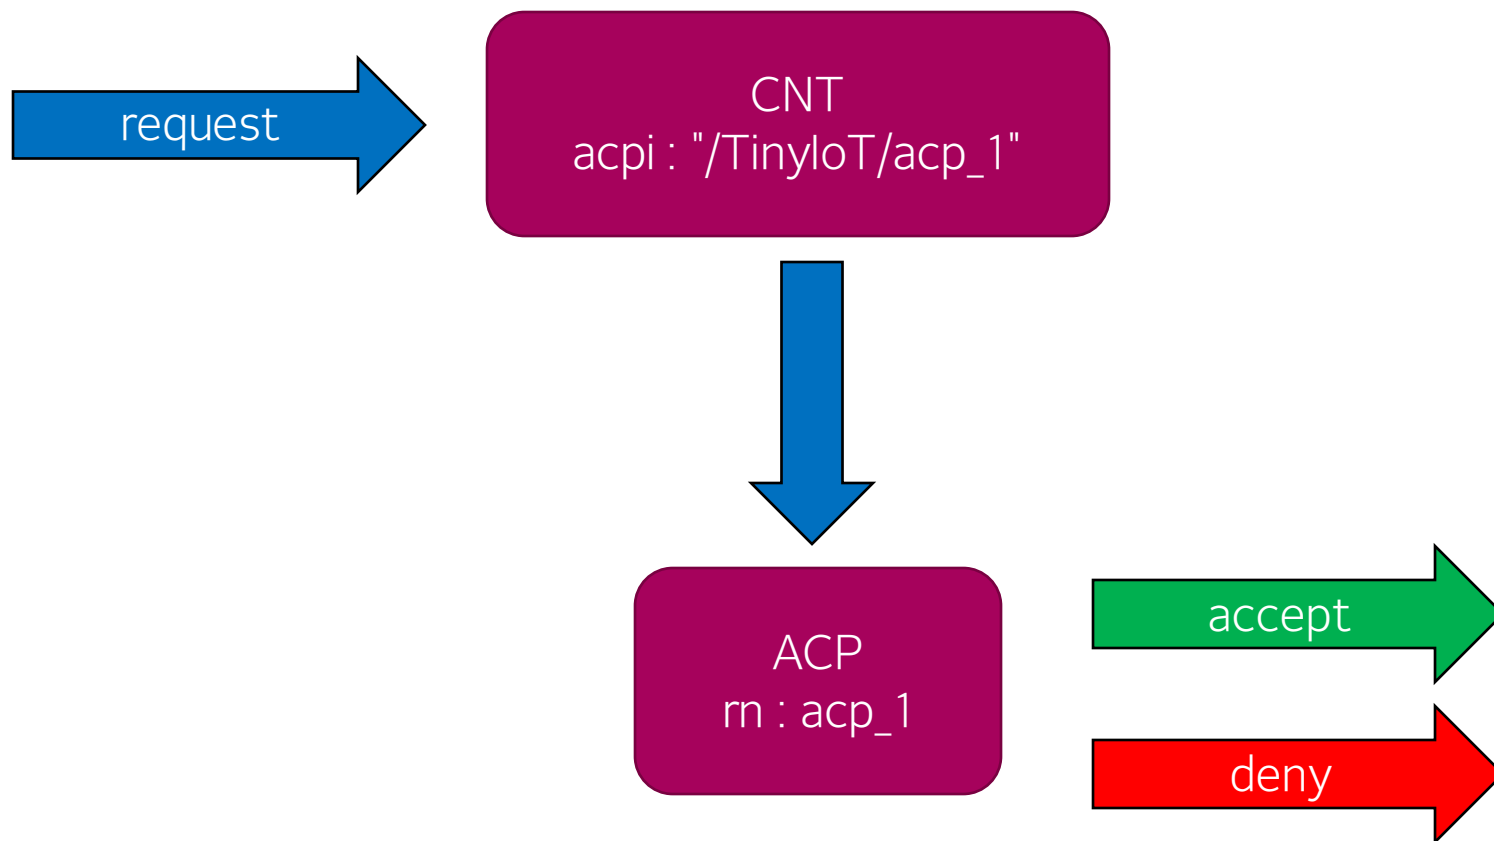 request
CNT
acpi : "/TinyIoT/acp_1"
ACP
rn : acp_1
accept
deny